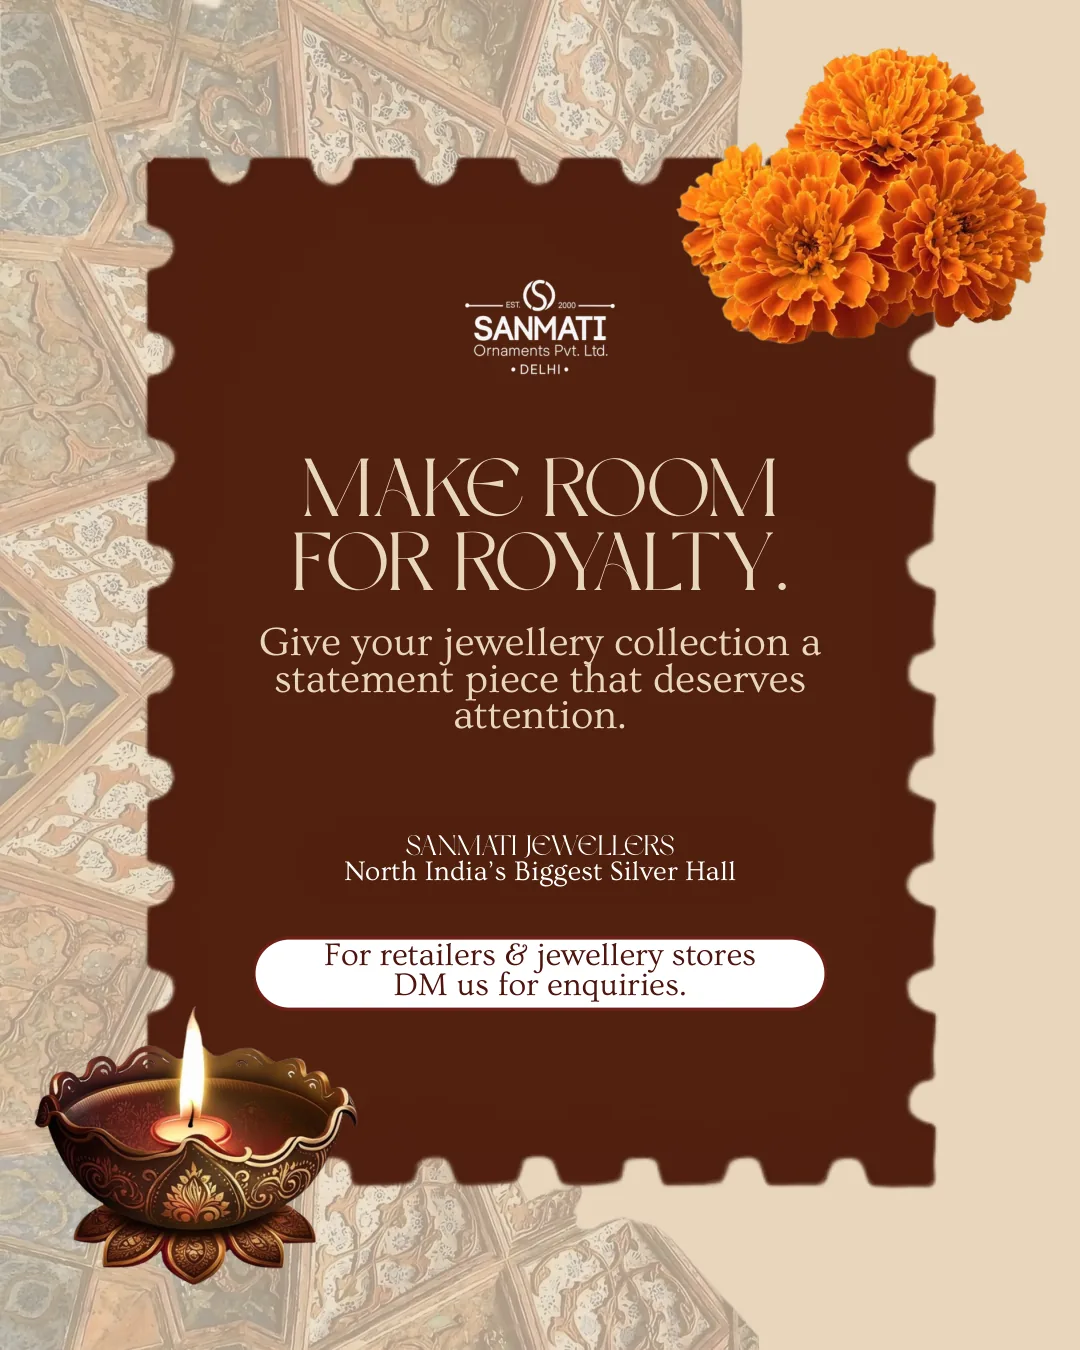 EST. 2000
SANMATI
Ornaments Pvt. Ltd.
• DELHI •
MAKE ROOM
FOR ROYALTY.
Give your jewellery collection a
statement piece that deserves
attention.
SANMATI JEWELLERS
North India's Biggest Silver Hall
For retailers & jewellery stores
DM us for enquiries.